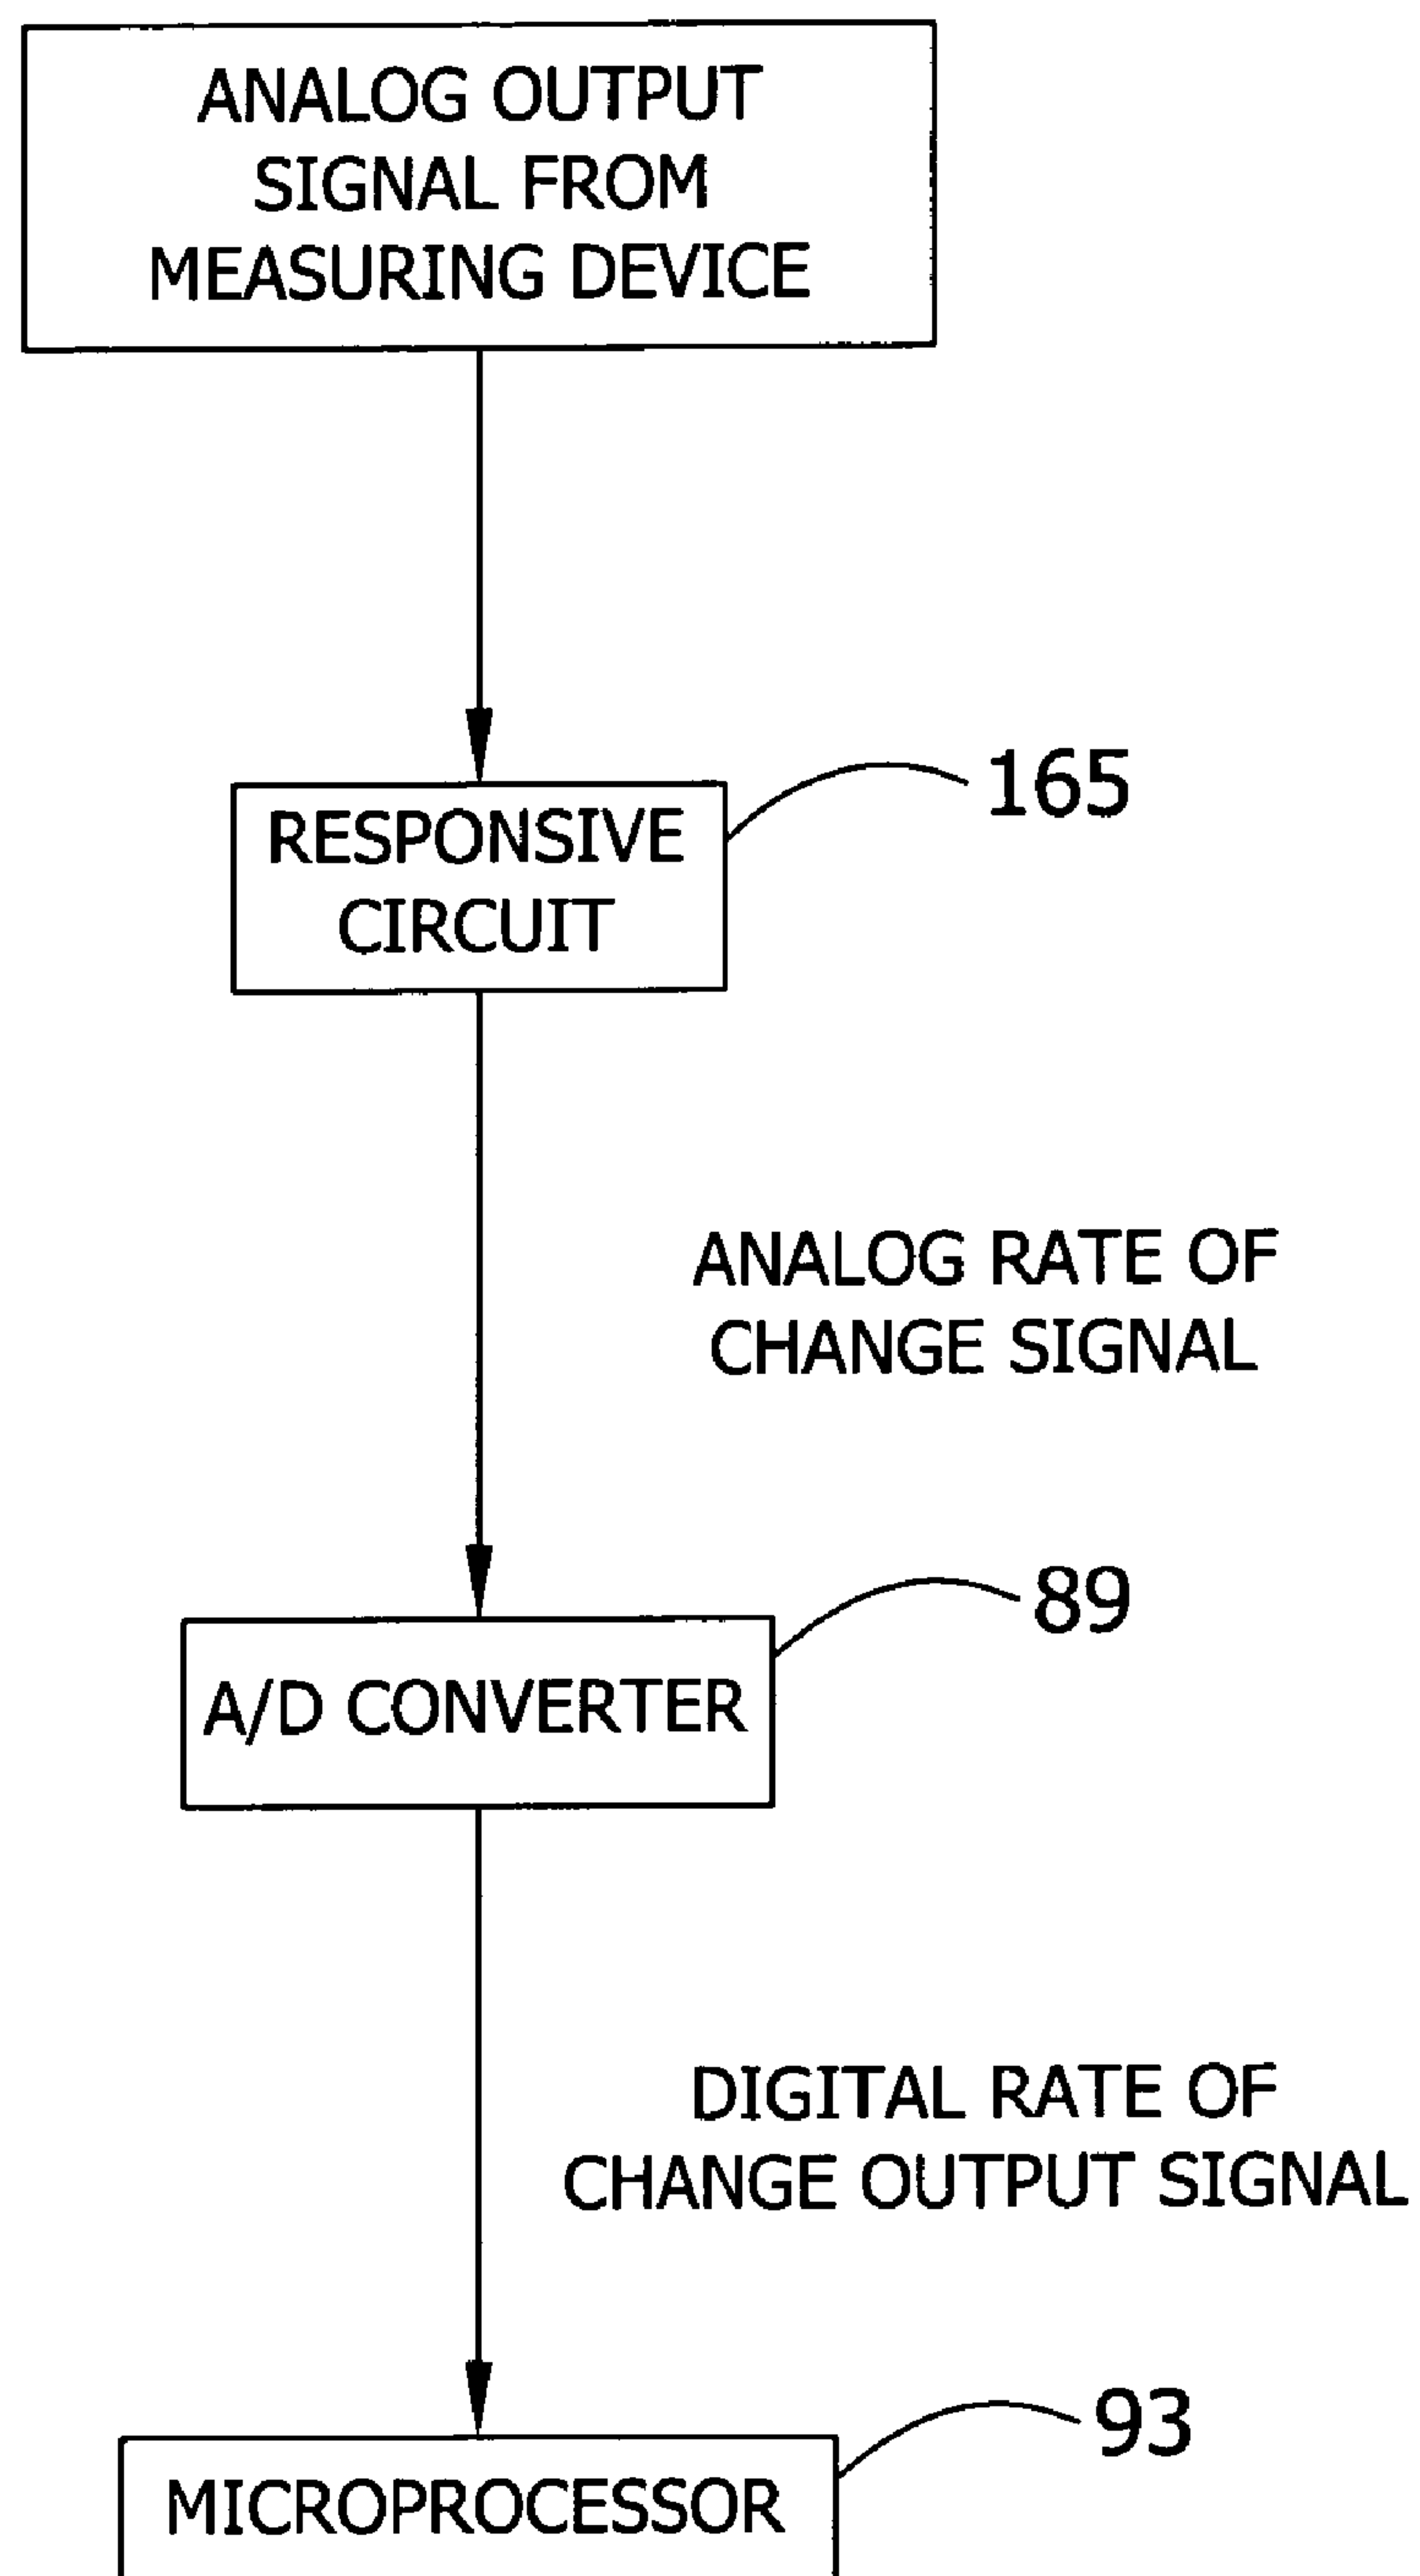 ANALOG OUTPUT
SIGNAL FROM
MEASURING DEVICE
165
RESPONSIVE
CIRCUIT
ANALOG RATE OF
CHANGE SIGNAL
89
A/D CONVERTER
DIGITAL RATE OF
CHANGE OUTPUT SIGNAL
93
MICROPROCESSOR